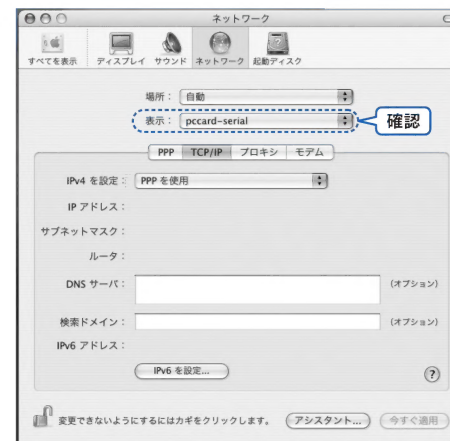 ネットワーク
すべてを表示 ディスプレイ サウンド ネットワーク 起動ディスク
場所： 自動
表示： pccard-serial 確認
PPP TCP/IP プロキシ モデム
IPv4 を設定： PPP を使用
IP アドレス：
サブネットマスク：
ルータ：
DNS サーバ： (オプション)
検索ドメイン： (オプション)
IPv6 アドレス：
IPv6 を設定... ?
変更できないようにするにはカギをクリックします。 アシスタント... 今すぐ適用